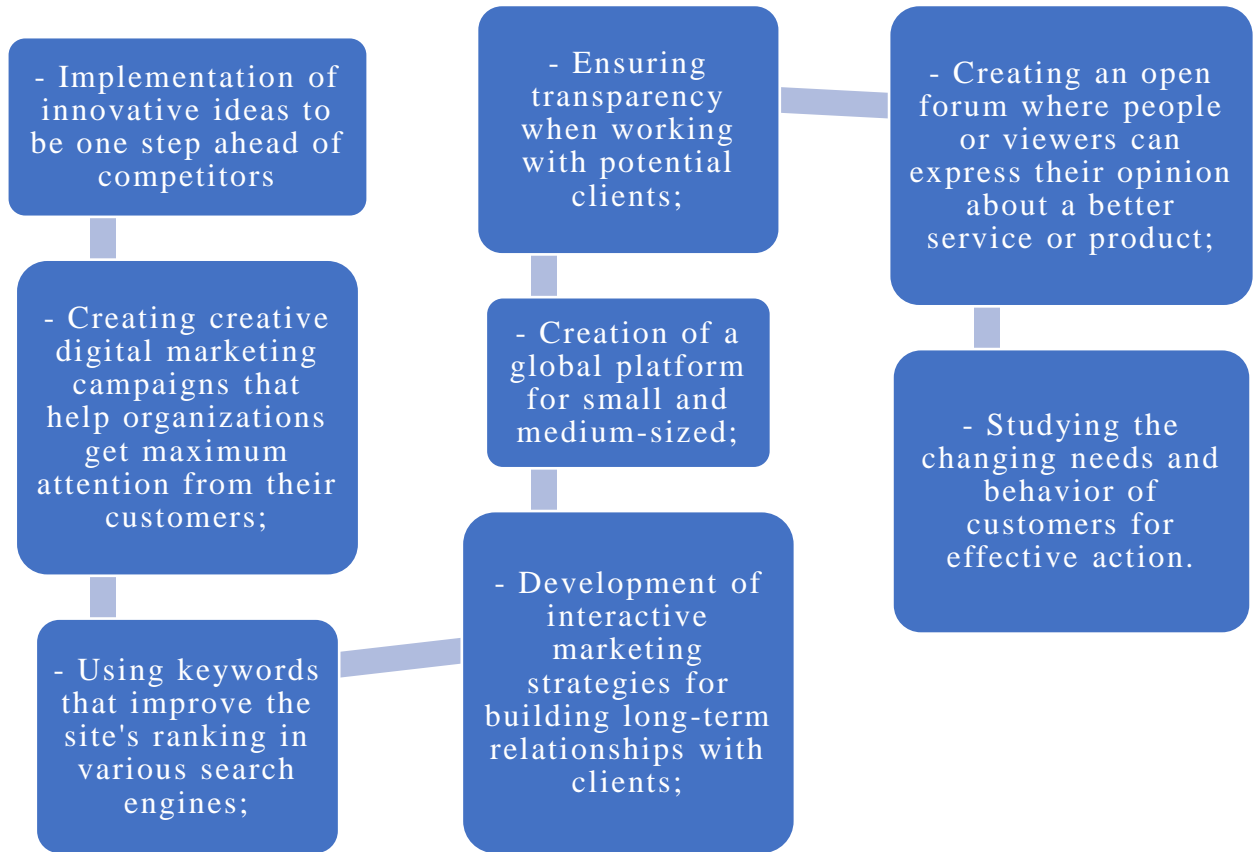 - Implementation of
innovative ideas to
be one step ahead of
competitors
- Creating creative
digital marketing
campaigns that
help organizations
get maximum
attention from their
customers;
- Using keywords
that improve the
site's ranking in
various search
engines;
- Development of
interactive
marketing
strategies for
building long-term
relationships with
clients;
- Creation of a
global platform
for small and
medium-sized;
- Ensuring
transparency
when working
with potential
clients;
- Creating an open
forum where people
or viewers can
express their opinion
about a better
service or product;
- Studying the
changing needs and
behavior of
customers for
effective action.